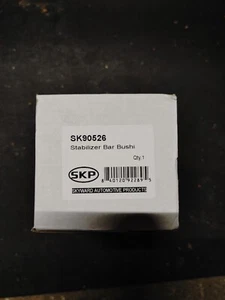 SK90526
Stabilizer Bar Bushi
Qty:1
SKP
SKYWARD AUTOMOTIVE PRODUCTS